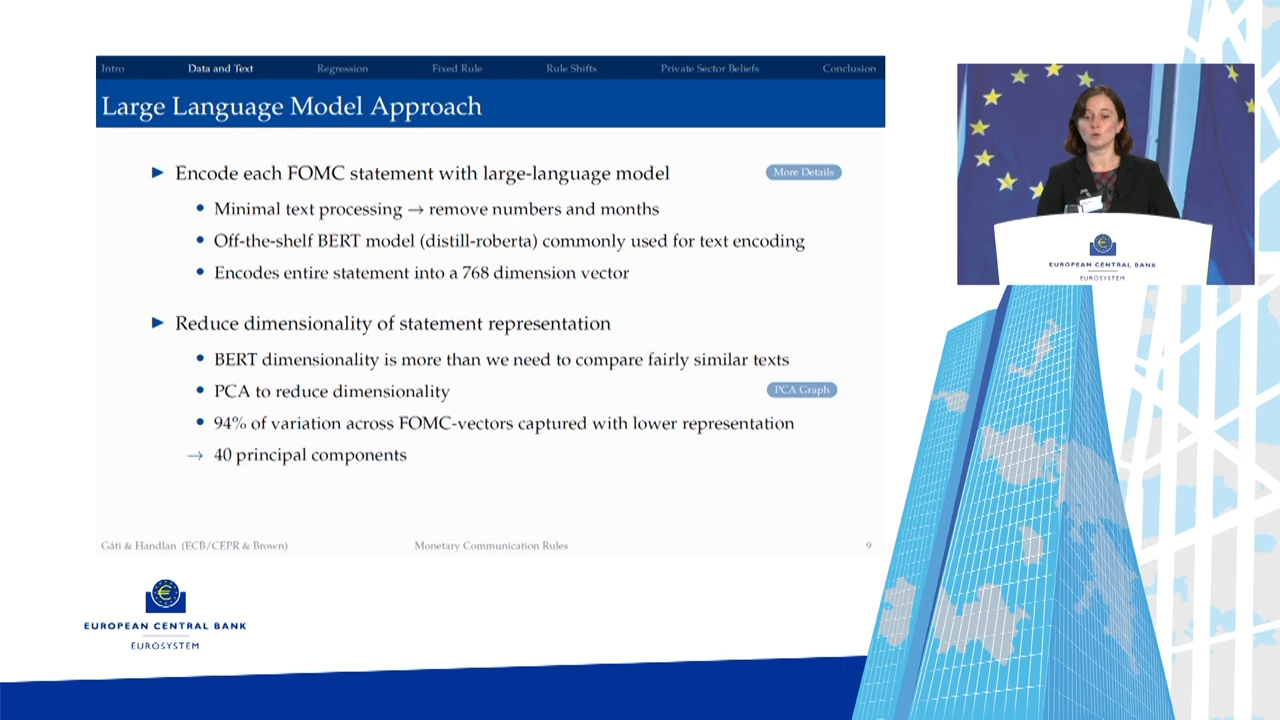 Intro Data and Text Regression Fixed Rule Rule Shifts Private Sector Beliefs Conclusion
Large Language Model Approach
► Encode each FOMC statement with large-language model More Details
• Minimal text processing → remove numbers and months
• Off-the-shelf BERT model (distill-roberta) commonly used for text encoding
• Encodes entire statement into a 768 dimension vector
► Reduce dimensionality of statement representation
• BERT dimensionality is more than we need to compare fairly similar texts
• PCA to reduce dimensionality PCA Graph
• 94% of variation across FOMC-vectors captured with lower representation
→ 40 principal components
Gáti & Handlan (ECB/CEPR & Brown) Monetary Communication Rules 9
EUROPEAN CENTRAL BANK
EUROSYSTEM
EUROPEAN CENTRAL BANK
EUROSYSTEM